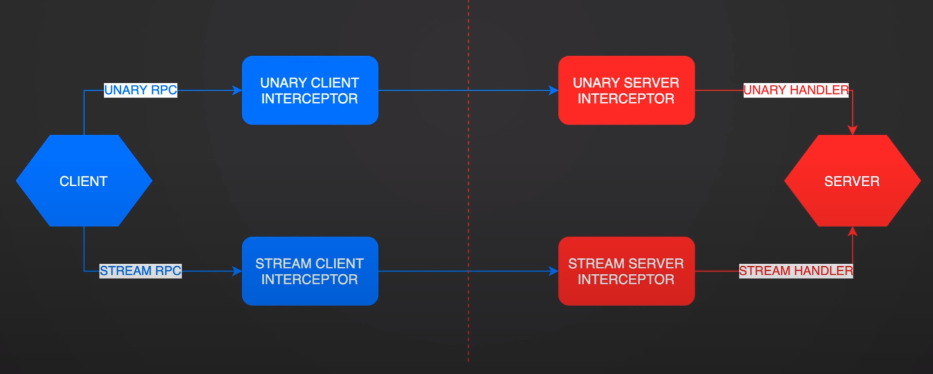 UNARY RPC
UNARY CLIENT
INTERCEPTOR
UNARY SERVER
INTERCEPTOR
UNARY HANDLER
CLIENT
SERVER
STREAM RPC
STREAM CLIENT
INTERCEPTOR
STREAM SERVER
INTERCEPTOR
STREAM HANDLER